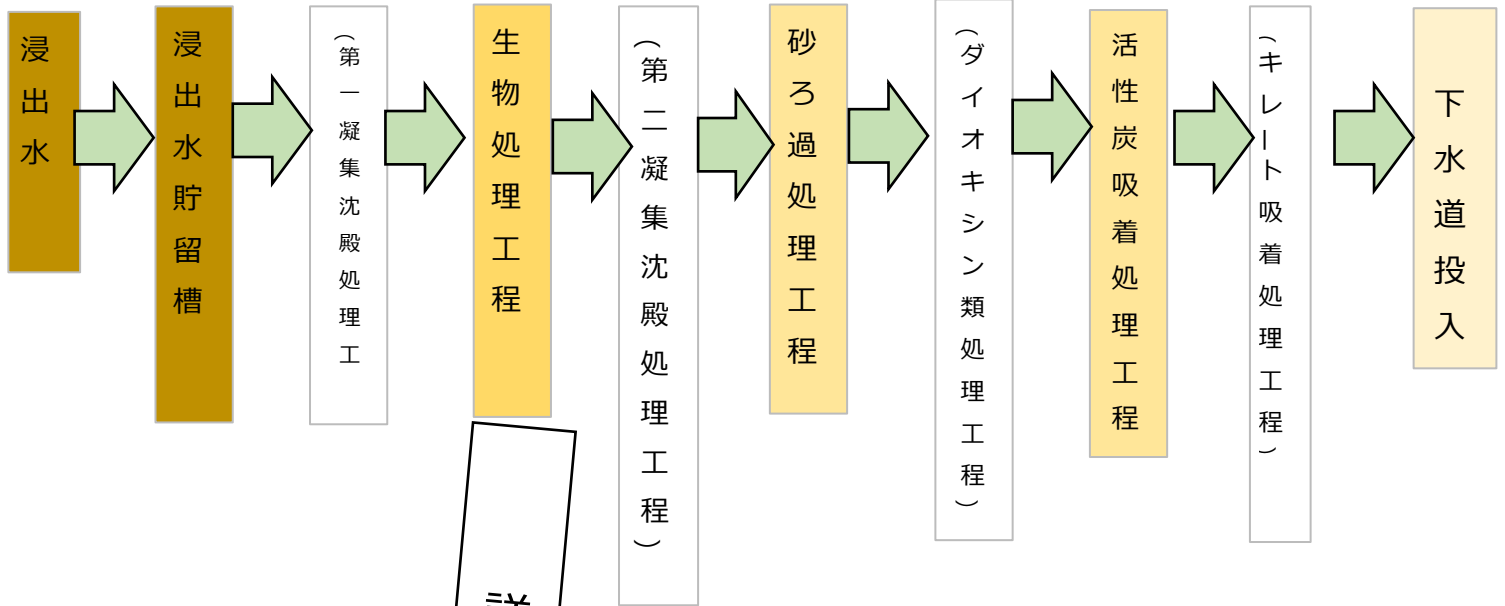 浸出水
浸出水貯留槽
(第一凝集沈殿処理工
生物処理工程
(第二凝集沈殿処理工程)
砂ろ過処理工程
(ダイオキシン類処理工程)
活性炭吸着処理工程
(キレート吸着処理工程)
下水道投入